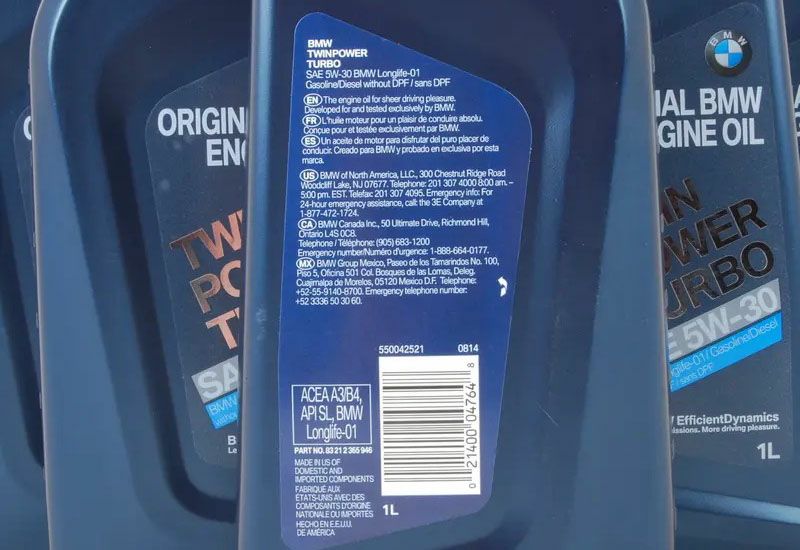 BMW
TWINPOWER
TURBO
SAE 5W-30 BMW Longlife-01
Gasoline/Diesel without DPF / sans DPF
EN The engine oil for sheer driving pleasure.
Developed for and tested exclusively by BMW.
FR L'huile moteur pour un plaisir de conduire absolu.
Conçue pour et testée exclusivement par BMW.
ES Un aceite de motor para disfrutar del puro placer de
conducir. Creado para BMW y probado en exclusiva por esta
marca.
US BMW of North America, LLC., 300 Chestnut Ridge Road
Woodcliff Lake, NJ 07677. Telephone: 201 307 4000 8:00 am. –
5:00 pm. EST. Telefax: 201 307 4095. Emergency info: For
24-hour emergency assistance, call: the 3E Company at
1-877-472-1724.
CA BMW Canada Inc., 50 Ultimate Drive, Richmond Hill,
Ontario L4S 0C8.
Telephone / Téléphone: (905) 683-1200
Emergency number/Numéro d'urgence: 1-888-664-0177.
MX BMW Group Mexico, Paseo de los Tamarindos No. 100,
Piso 5, Oficina 501 Col. Bosques de las Lomas, Deleg.
Cuajimalpa de Morelos, 05120 Mexico D.F. Telephone:
+52-55-9140-8700. Emergency telephone number:
+52 3336 50 30 60.
550042521 0814
ACEA A3/B4,
API SL, BMW
Longlife-01
PART NO. 83 21 2 365 946
MADE IN US OF
DOMESTIC AND
IMPORTED COMPONENTS
FABRIQUÉ AUX
ÉTATS-UNIS AVEC DES
COMPOSANTS D'ORIGINE
NATIONALE OU IMPORTÉS
HECHO EN E.E.U.U.
DE AMÉRICA
0 21400 04764 8
1L
ORIGIN
EN
TW
PO
T
SA
BMW
BMW
NAL BMW
GINE OIL
IN
OWER
URBO
E 5W-30
nglife-01 / Gasoline/Diesel
/ sans DPF
EfficientDynamics
issions. More driving pleasure.
1L